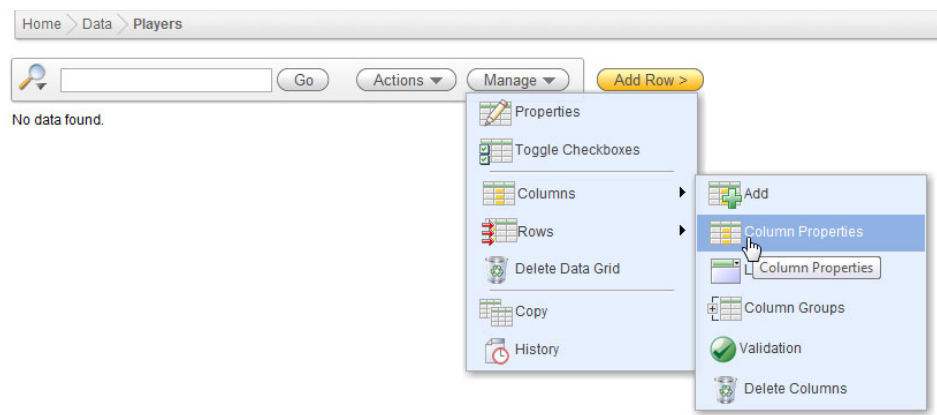 Home Data Players
Go Actions Manage Add Row >
No data found.
Properties
Toggle Checkboxes
Columns
Rows
Delete Data Grid
Copy
History
Add
Column Properties
Column Properties
Column Groups
Validation
Delete Columns